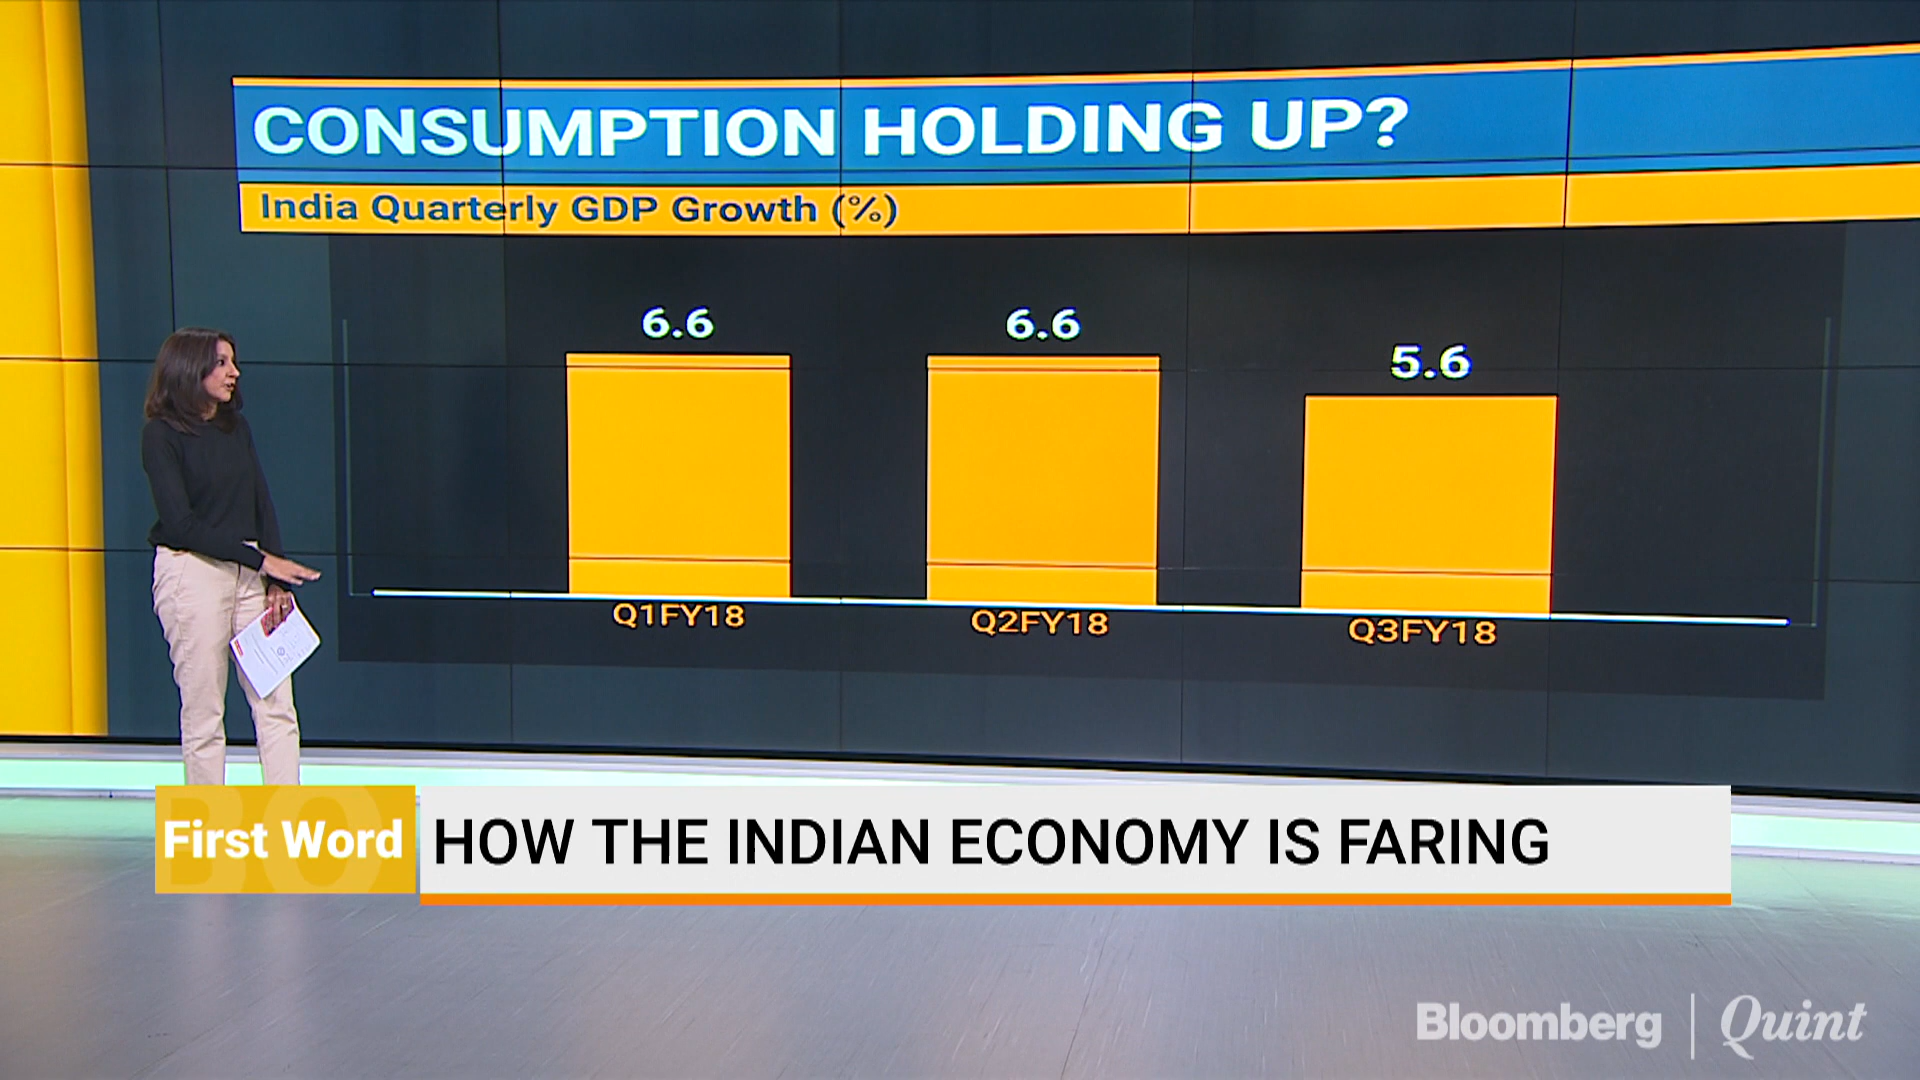 CONSUMPTION HOLDING UP?
India Quarterly GDP Growth (%)
6.6
6.6
5.6
Q1FY18
Q2FY18
Q3FY18
First Word
HOW THE INDIAN ECONOMY IS FARING
Bloomberg | Quint